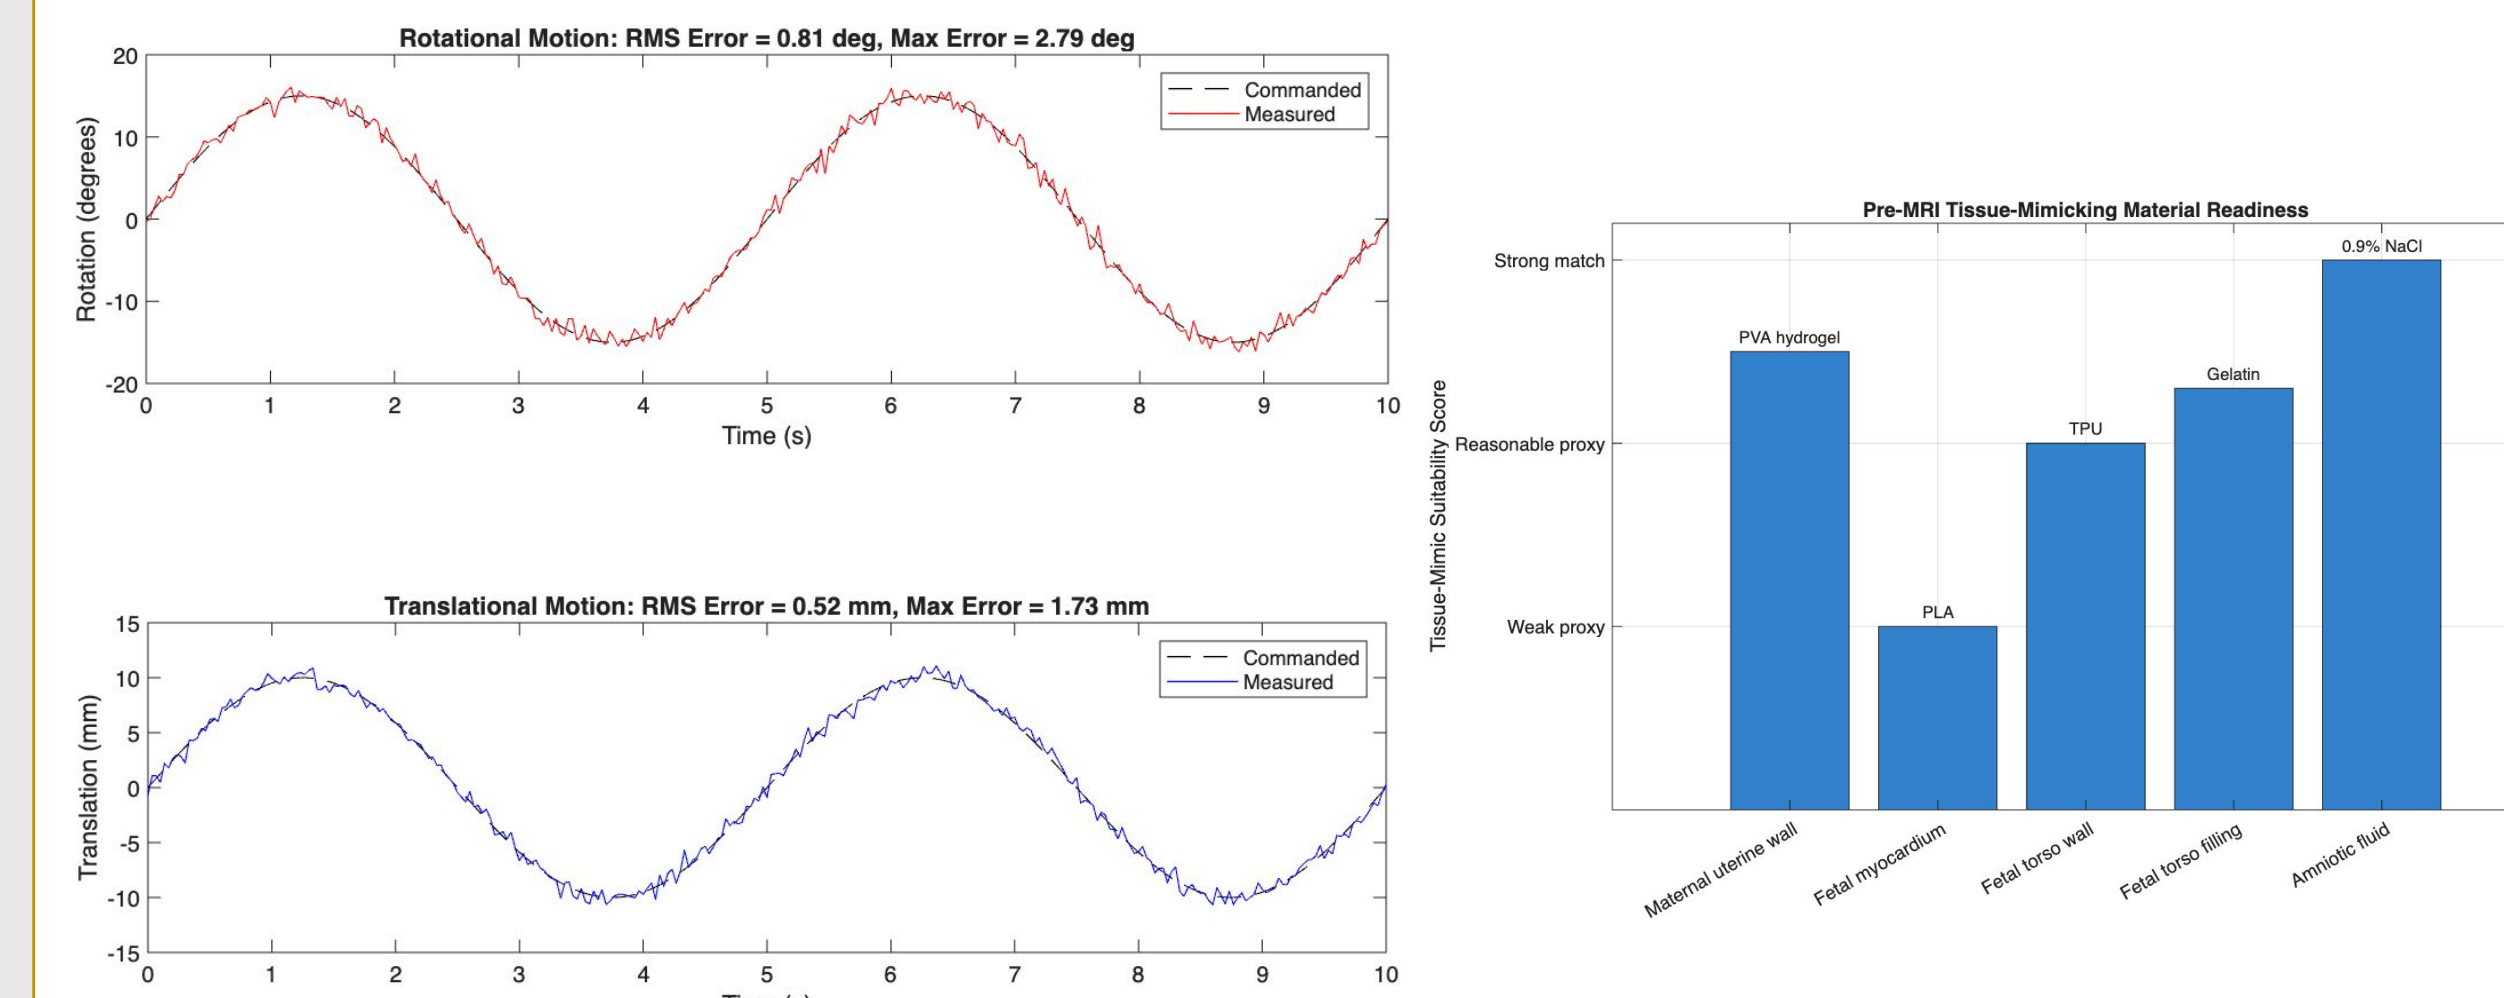 Rotational Motion: RMS Error = 0.81 deg, Max Error = 2.79 deg
Rotation (degrees)
20
10
0
-10
-20
Commanded
Measured
0 1 2 3 4 5 6 7 8 9 10
Time (s)
Translational Motion: RMS Error = 0.52 mm, Max Error = 1.73 mm
Translation (mm)
15
10
5
0
-5
-10
-15
Commanded
Measured
0 1 2 3 4 5 6 7 8 9 10
Pre-MRI Tissue-Mimicking Material Readiness
Tissue-Mimic Suitability Score
Strong match
Reasonable proxy
Weak proxy
PVA hydrogel
PLA
TPU
Gelatin
0.9% NaCl
Maternal uterine wall
Fetal myocardium
Fetal torso wall
Fetal torso filling
Amniotic fluid